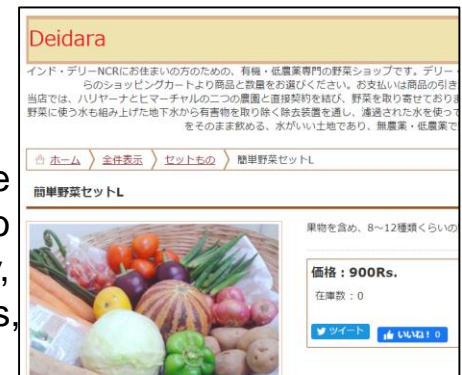 Deidara
インド・デリーNCRにお住まいの方のための、有機・低農薬専門の野菜ショップです。デリー・
らのショッピングカートより商品と数量をお選びください。お支払いは商品の引き
当店では、ハリヤーナとヒマーチャルの二つの農園と直接契約を結び、野菜を取り寄せておりま
野菜に使う水も組み上げた地下水から有害物を取り除く除去装置を通し、濾過された水を使って
をそのまま飲める、水がいい土地であり、無農薬・低農薬で
ホーム 〉 全件表示 〉 セットもの 〉 簡単野菜セットL
簡単野菜セットL
果物を含め、8～12種類くらいの
価格：900Rs.
在庫数：0
ツイート いいね！ 0